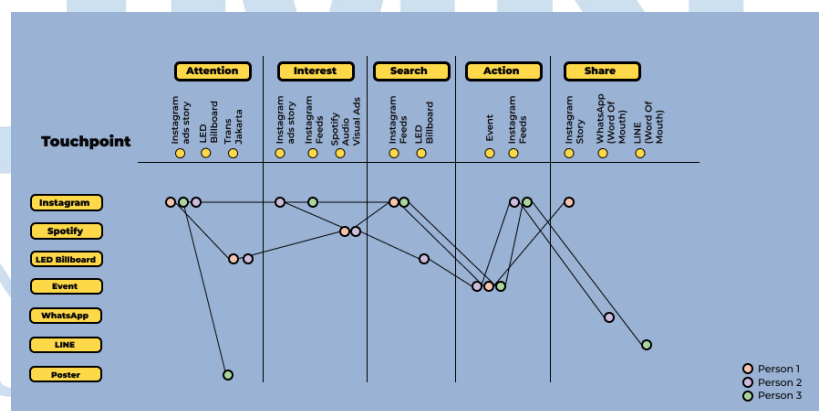 Attention
Interest
Search
Action
Share
Touchpoint
Instagram
ads story
LED
Billboard
Trans
Jakarta
Instagram
ads story
Instagram
Feeds
Spotify
Audio
Visual Ads
Instagram
Feeds
LED
Billboard
Event
Instagram
Feeds
Instagram
Story
WhatsApp
(Word Of
Mouth)
LINE
(Word Of
Mouth)
Instagram
Spotify
LED Billboard
Event
WhatsApp
LINE
Poster
Person 1
Person 2
Person 3